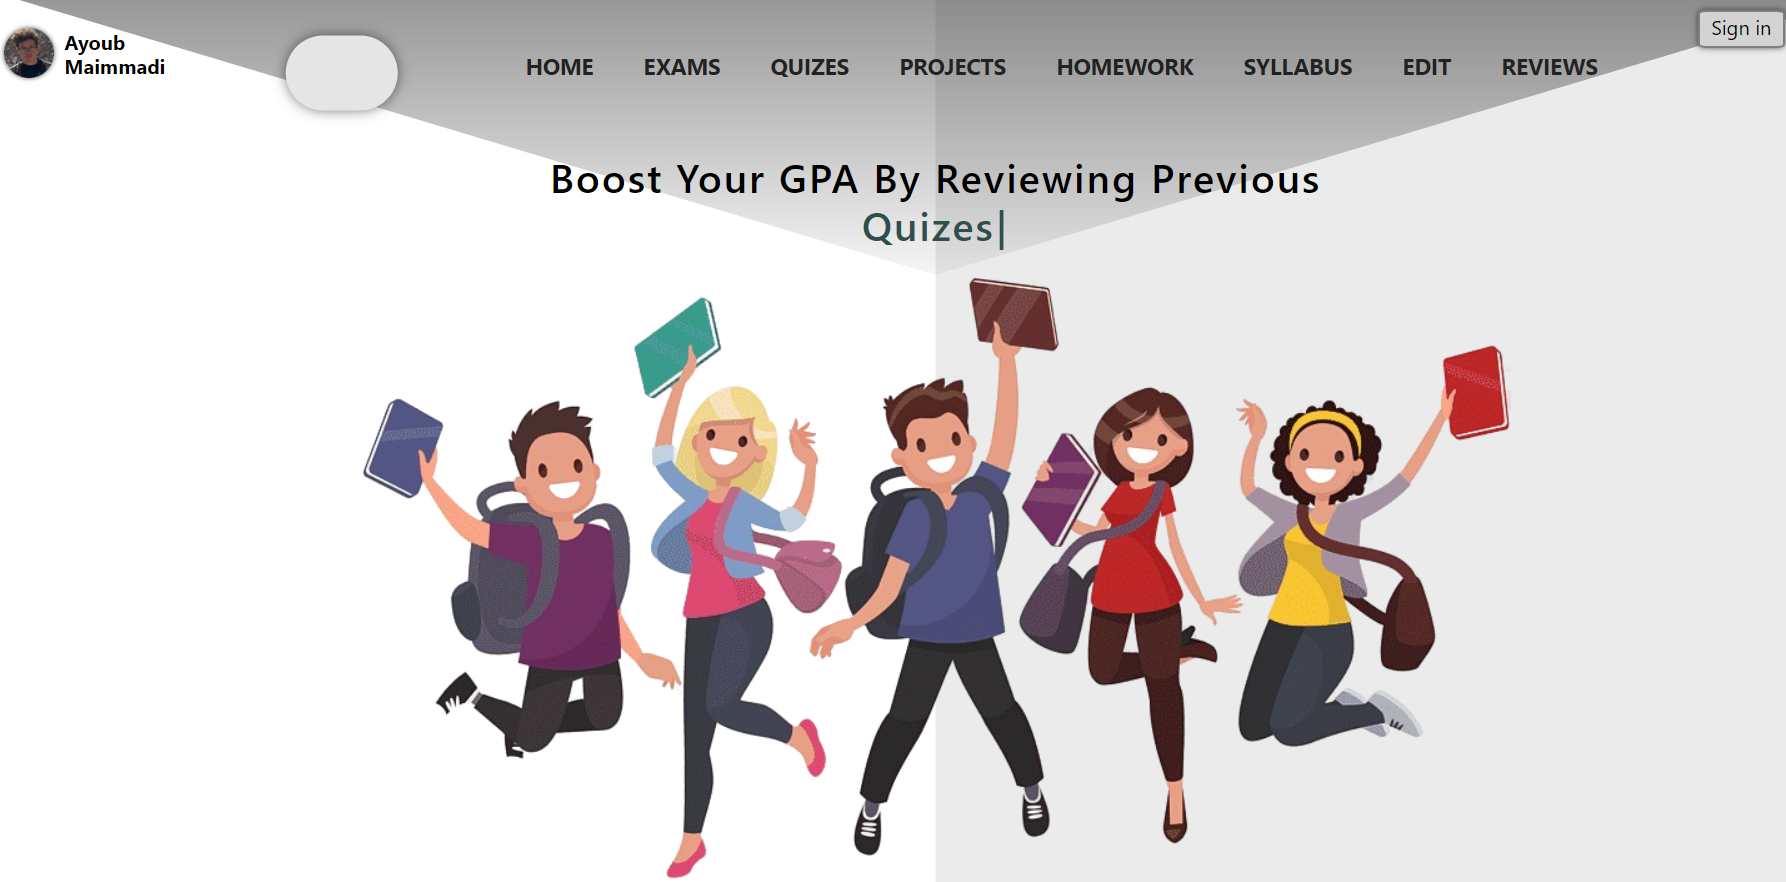 Ayoub
Maimmadi
HOME EXAMS QUIZES PROJECTS HOMEWORK SYLLABUS EDIT REVIEWS
Sign in
Boost Your GPA By Reviewing Previous
Quizes|